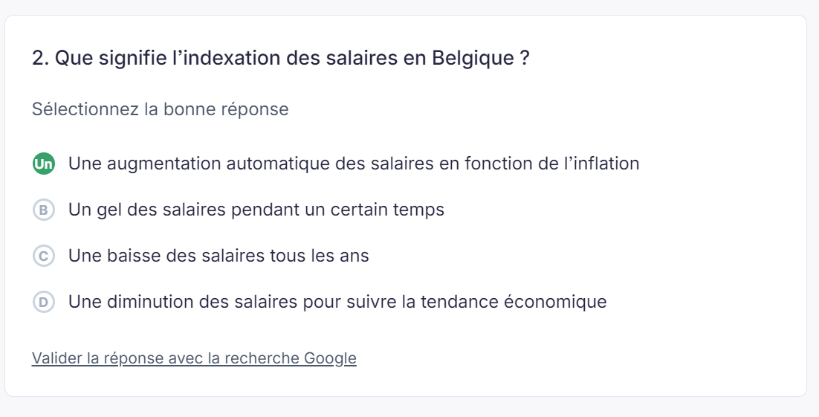 2. Que signifie l’indexation des salaires en Belgique ?
Sélectionnez la bonne réponse
Un Une augmentation automatique des salaires en fonction de l’inflation
B Un gel des salaires pendant un certain temps
C Une baisse des salaires tous les ans
D Une diminution des salaires pour suivre la tendance économique
Valider la réponse avec la recherche Google